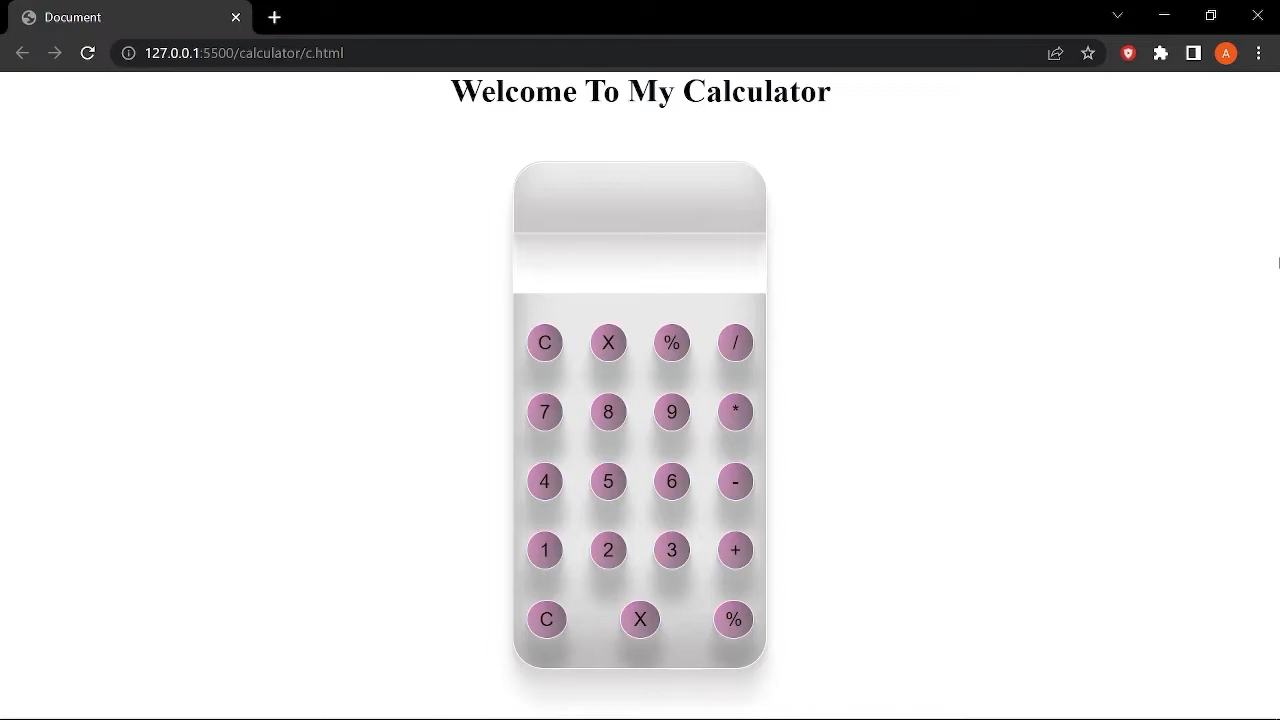 Document
127.0.0.1:5500/calculator/c.html
A
Welcome To My Calculator
C X % /
7 8 9 *
4 5 6 -
1 2 3 +
C X %